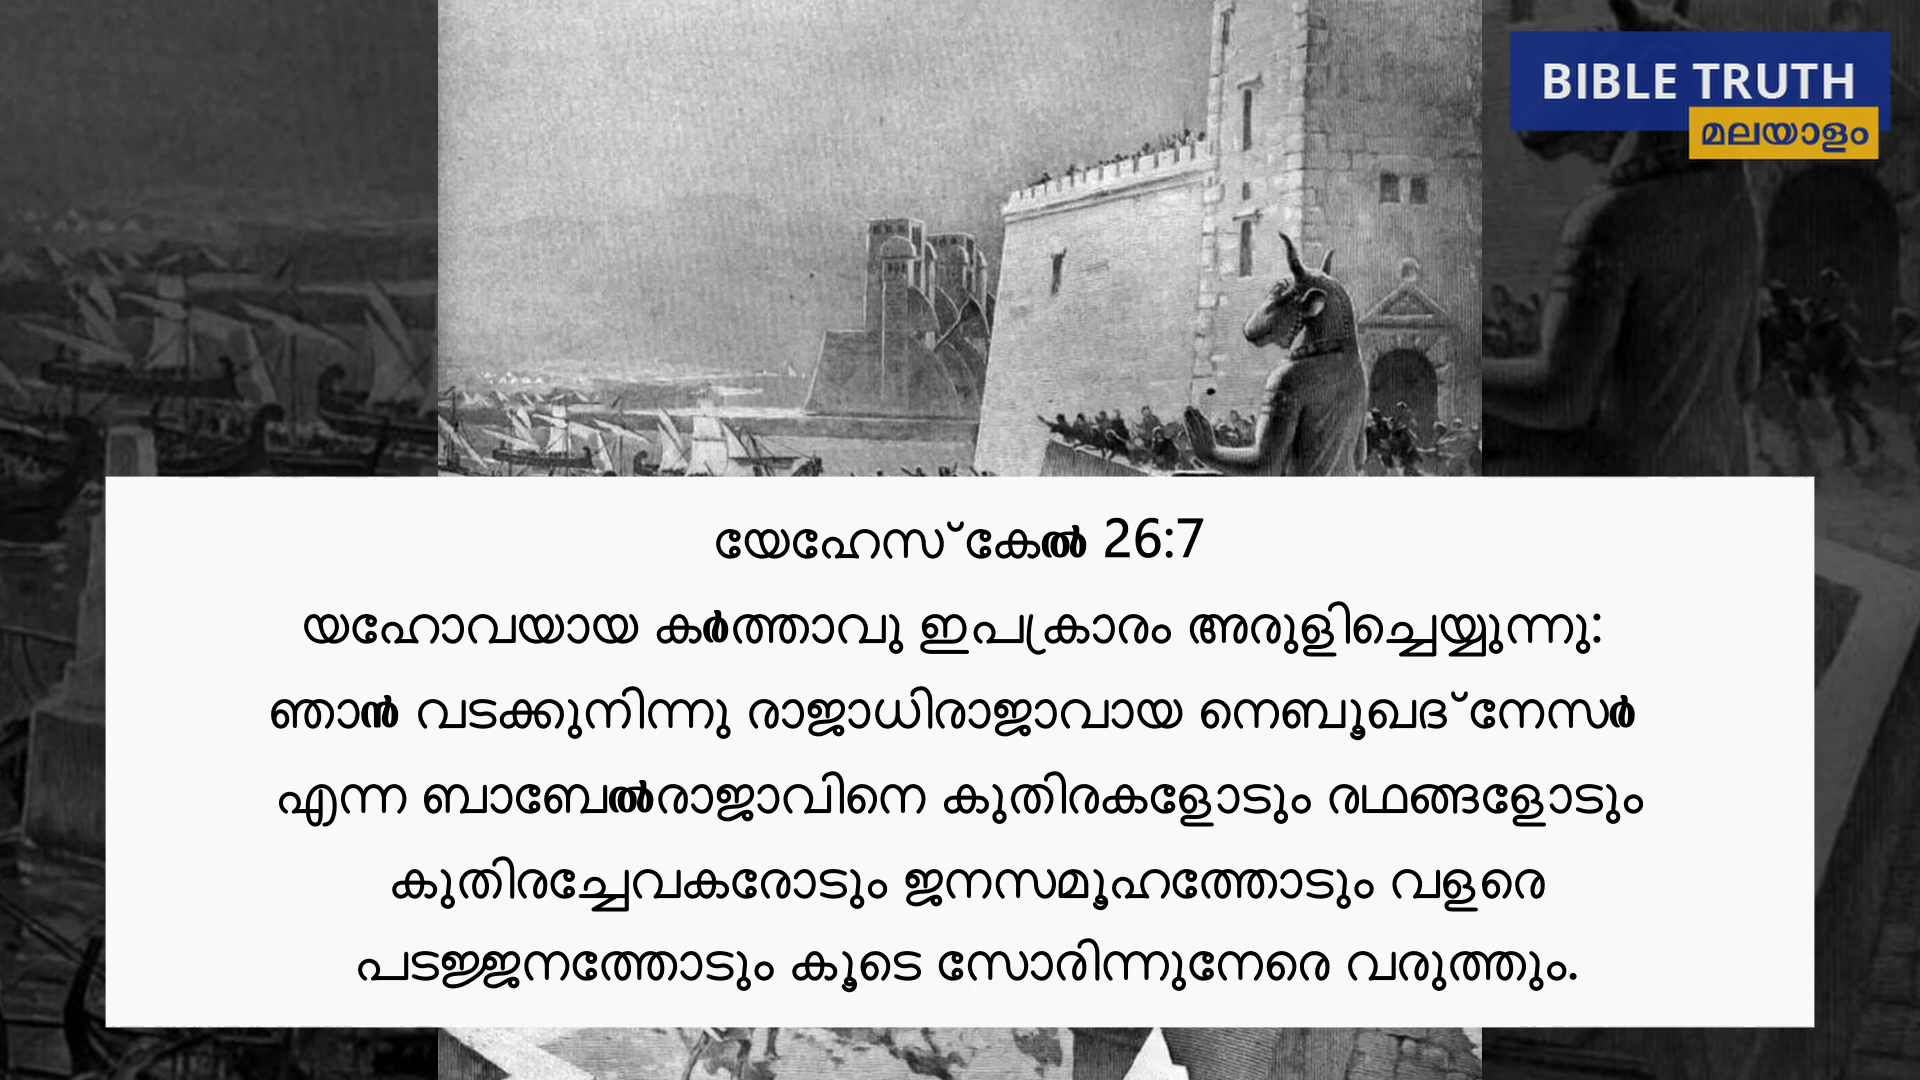 BIBLE TRUTH
മലയാളം
യേഹേസ് കേൽ 26:7
യഹോവയായ കർത്താവു ഇപ്രകാരം അരുളിച്ചെയ്യുന്നു:
ഞാൻ വടക്കുനിന്നു രാജാധിരാജാവായ നെബൂഖദ് നേസർ
എന്ന ബാബേൽരാജാവിനെ കുതിരകളോടും രഥങ്ങളോടും
കുതിരച്ചേവകരോടും ജനസമൂഹത്തോടും വളരെ
പടജ്ജനത്തോടും കൂടെ സോരിന്നുനേരെ വരുത്തും.